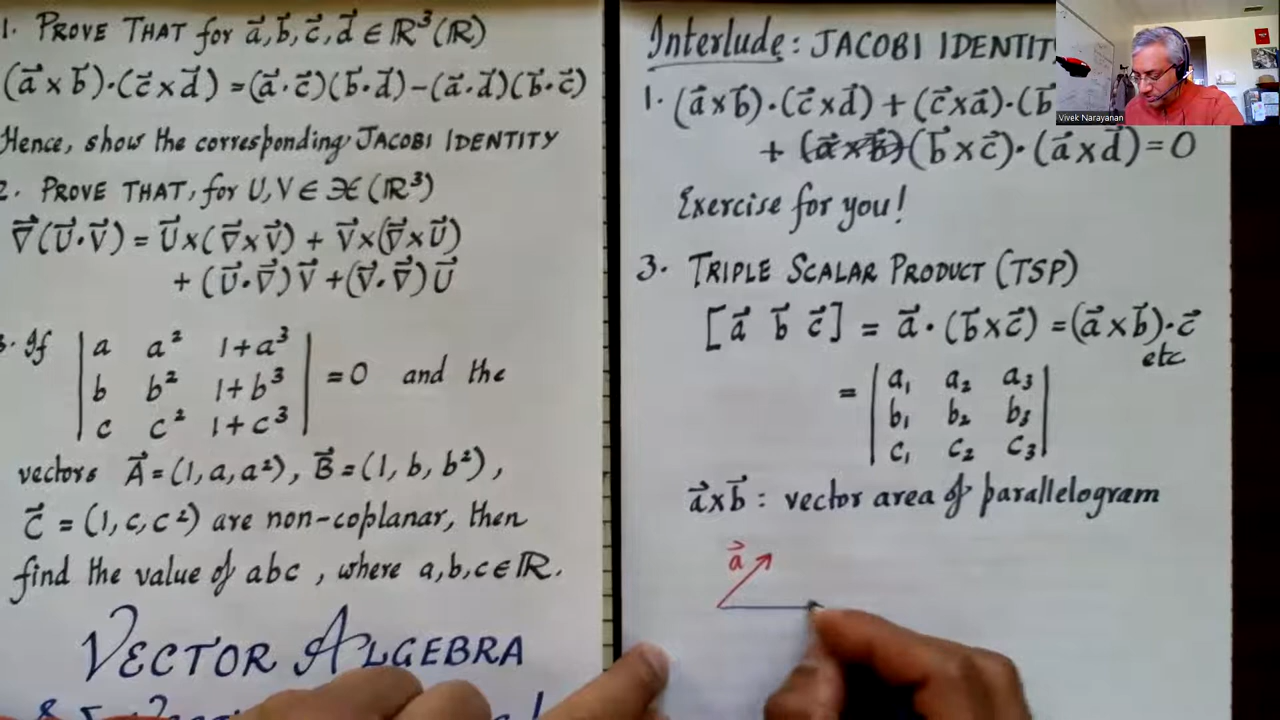 1. PROVE THAT for a⃗, b⃗, c⃗, d⃗ ∈ ℝ³(ℝ)
(a⃗ × b⃗)·(c⃗ × d⃗) = (a⃗·c⃗)(b⃗·d⃗) − (a⃗·d⃗)(b⃗·c⃗)
Hence, show the corresponding JACOBI IDENTITY
2. PROVE THAT, for U, V ∈ 𝔛(ℝ³)
∇⃗(U⃗·V⃗) = U⃗×(∇⃗×V⃗) + V⃗×(∇⃗×U⃗)
+ (U⃗·∇⃗)V⃗ + (V⃗·∇⃗)U⃗
3. If | a a² 1+a³ |
| b b² 1+b³ | = 0 and the
| c c² 1+c³ |
vectors A⃗ = (1, a, a²), B⃗ = (1, b, b²),
C⃗ = (1, c, c²) are non-coplanar, then
find the value of abc, where a, b, c ∈ ℝ.
VECTOR ALGEBRA
Interlude: JACOBI
1. (a⃗×b⃗)·(c⃗×d⃗) + (c⃗×a⃗)·(b⃗
+ (a⃗×b⃗)(b⃗×c⃗)·(a⃗×d⃗) = 0
Exercise for you!
3. TRIPLE SCALAR PRODUCT (TSP)
[a⃗ b⃗ c⃗] = a⃗·(b⃗×c⃗) = (a⃗×b⃗)·c⃗
etc
= | a₁ a₂ a₃ |
| b₁ b₂ b₃ |
| c₁ c₂ c₃ |
a⃗×b⃗ : vector area of parallelogram
a⃗
Vivek Narayanan